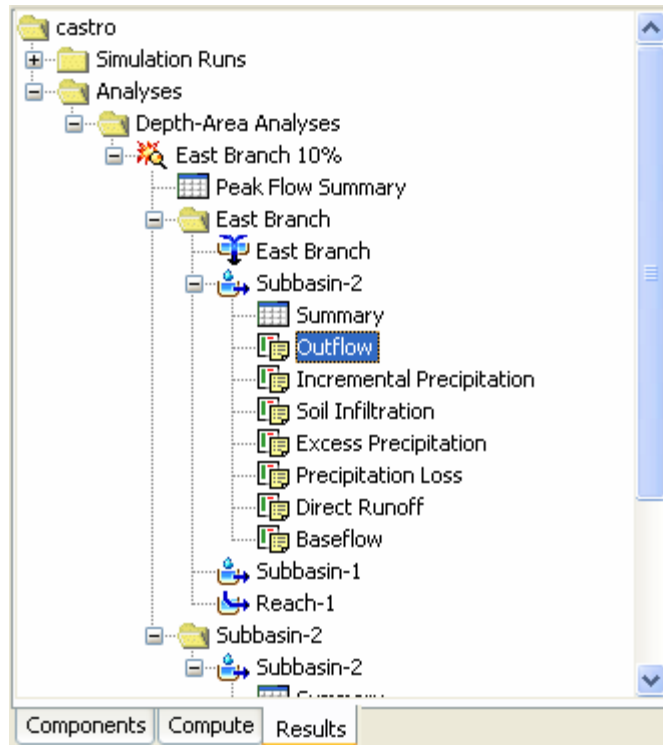 castro
Simulation Runs
Analyses
Depth-Area Analyses
East Branch 10%
Peak Flow Summary
East Branch
East Branch
Subbasin-2
Summary
Outflow
Incremental Precipitation
Soil Infiltration
Excess Precipitation
Precipitation Loss
Direct Runoff
Baseflow
Subbasin-1
Reach-1
Subbasin-2
Subbasin-2
Components Compute Results